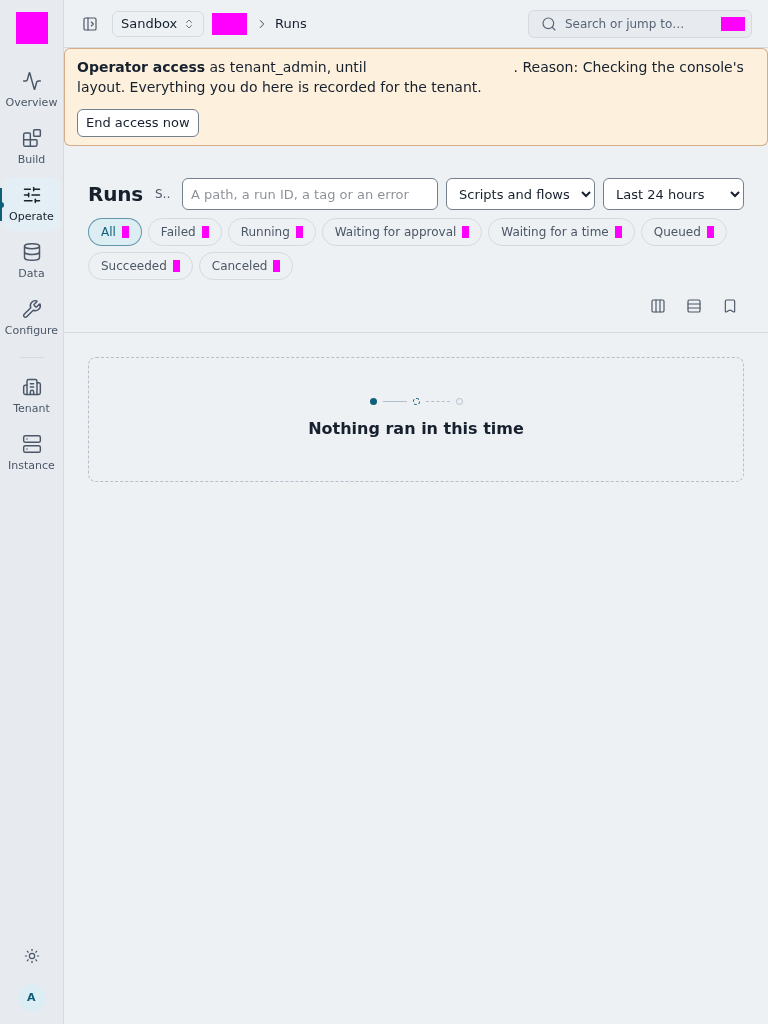 Sandbox
Runs
Search or jump to…
Operator access as tenant_admin, until . Reason: Checking the console's
layout. Everything you do here is recorded for the tenant.
End access now
Overview
Build
Operate
Data
Configure
Tenant
Instance
Runs
S..
A path, a run ID, a tag or an error
Scripts and flows
Last 24 hours
All
Failed
Running
Waiting for approval
Waiting for a time
Queued
Succeeded
Canceled
Nothing ran in this time
A